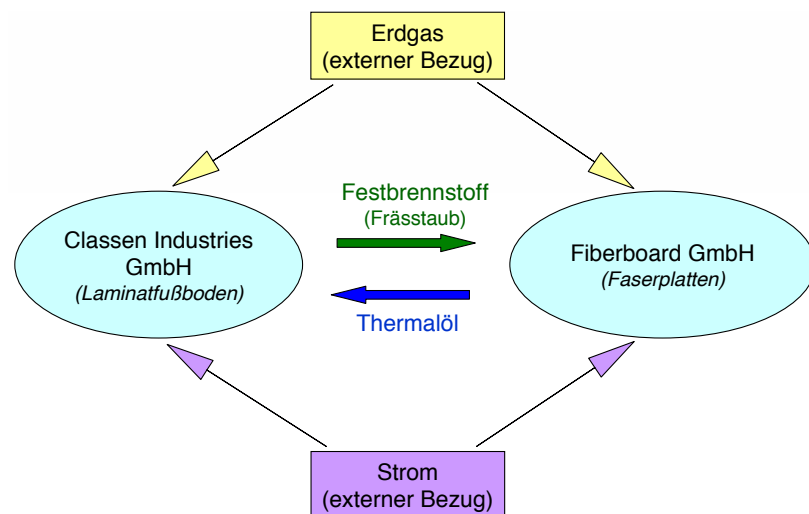 Erdgas
(externer Bezug)
Festbrennstoff
(Frässtaub)
Classen Industries
GmbH
(Laminatfußboden)
Fiberboard GmbH
(Faserplatten)
Thermalöl
Strom
(externer Bezug)